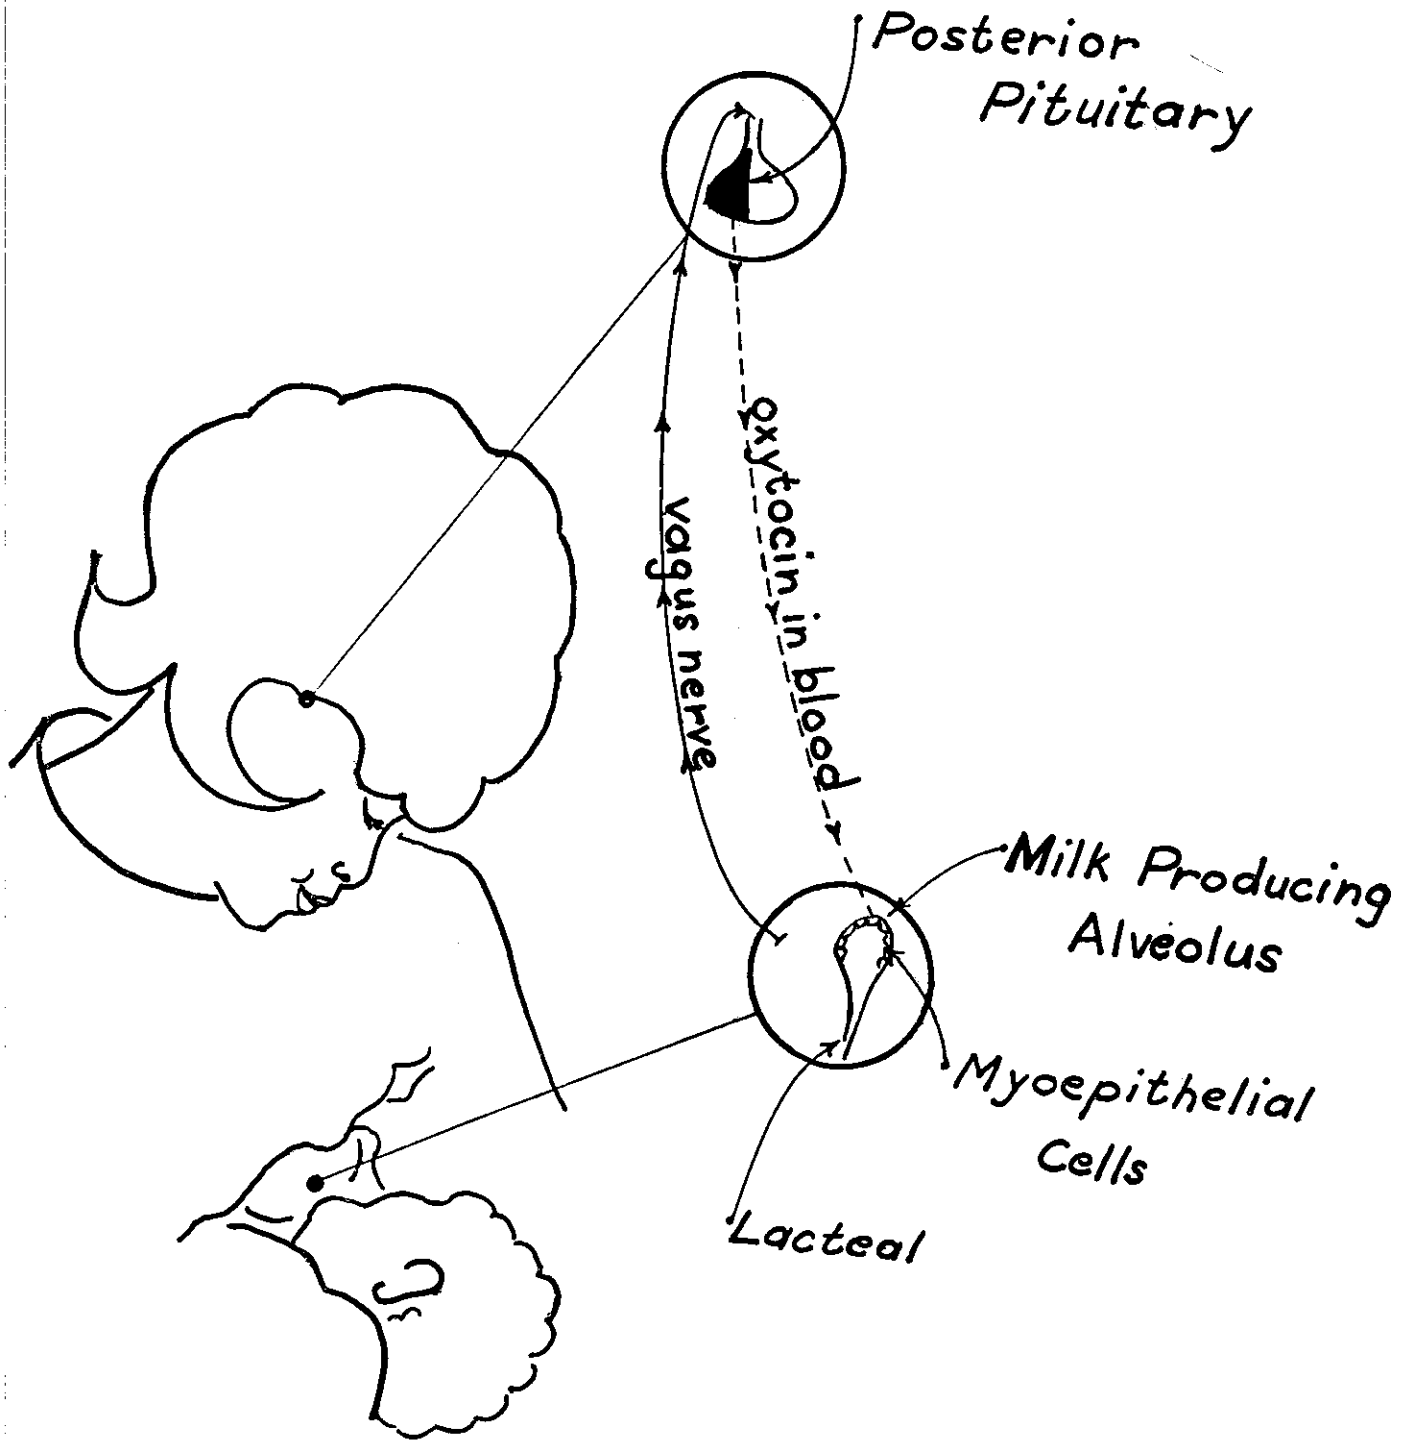 Posterior
Pituitary
oxytocin in blood
vagus nerve
Milk Producing
Alveolus
Myoepithelial
Cells
Lacteal